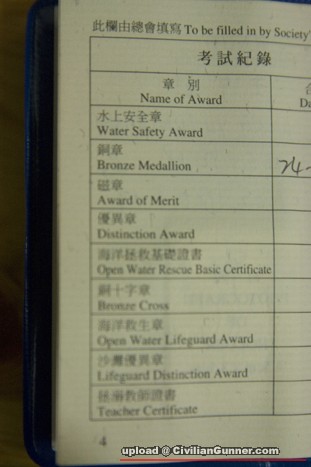 此欄由總會填寫 To be filled in by Society'
考試紀錄
章 別
Name of Award
Da
水上安全章
Water Safety Award
銅章
Bronze Medallion
Award of Merit
優異章
Distinction Award
海洋拯救基礎證書
Open Water Rescue Basic Certificate
銅十字章
Bronze Cross
海洋救生章
Open Water Lifeguard Award
沙灘優異章
Lifeguard Distinction Award
拯溺教師證書
Teacher Certificate
4
upload @ CivilianGunner.com